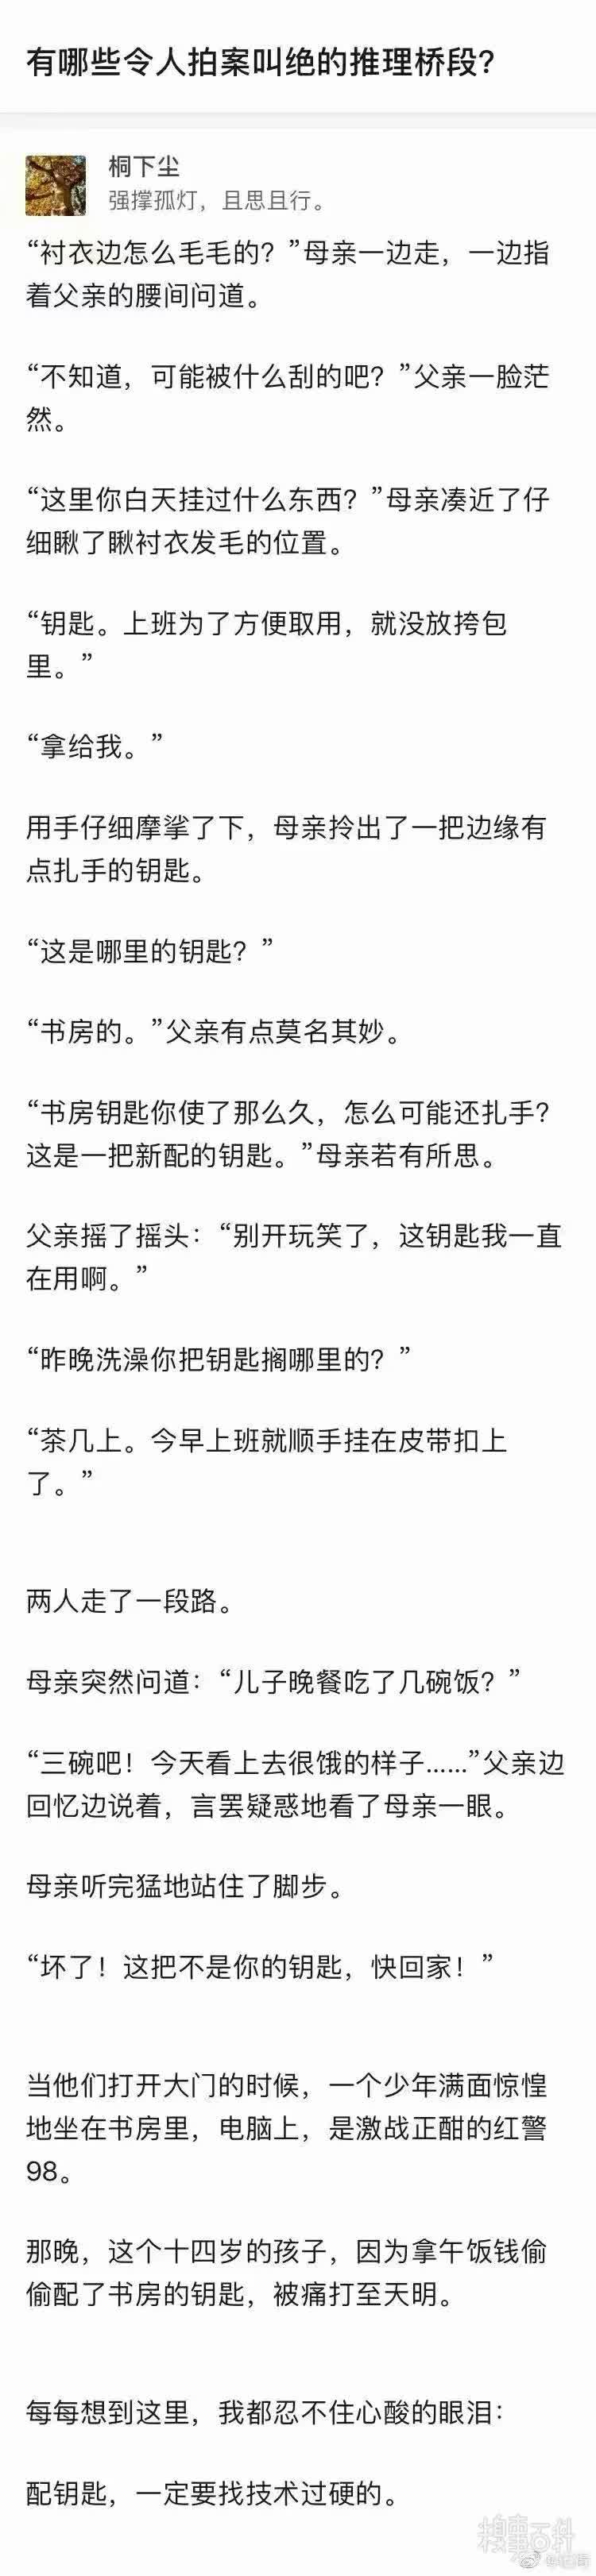 有哪些令人拍案叫绝的推理桥段？
桐下尘
强撑孤灯，且思且行。
“衬衣边怎么毛毛的？”母亲一边走，一边指
着父亲的腰间问道。
“不知道，可能被什么刮的吧？”父亲一脸茫
然。
“这里你白天挂过什么东西？”母亲凑近了仔
细瞅了瞅衬衣发毛的位置。
“钥匙。上班为了方便取用，就没放挎包
里。”
“拿给我。”
用手仔细摩挲了下，母亲拎出了一把边缘有
点扎手的钥匙。
“这是哪里的钥匙？”
“书房的。”父亲有点莫名其妙。
“书房钥匙你使了那么久，怎么可能还扎手？
这是一把新配的钥匙。”母亲若有所思。
父亲摇了摇头：“别开玩笑了，这钥匙我一直
在用啊。”
“昨晚洗澡你把钥匙搁哪里的？”
“茶几上。今早上班就顺手挂在皮带扣上
了。”
两人走了一段路。
母亲突然问道：“儿子晚餐吃了几碗饭？”
“三碗吧！今天看上去很饿的样子……”父亲边
回忆边说着，言罢疑惑地看了母亲一眼。
母亲听完猛地站住了脚步。
“坏了！这把不是你的钥匙，快回家！”
当他们打开大门的时候，一个少年满面惊惶
地坐在书房里，电脑上，是激战正酣的红警
98。
那晚，这个十四岁的孩子，因为拿午饭钱偷
偷配了书房的钥匙，被痛打至天明。
每每想到这里，我都忍不住心酸的眼泪：
配钥匙，一定要找技术过硬的。
糗事百科